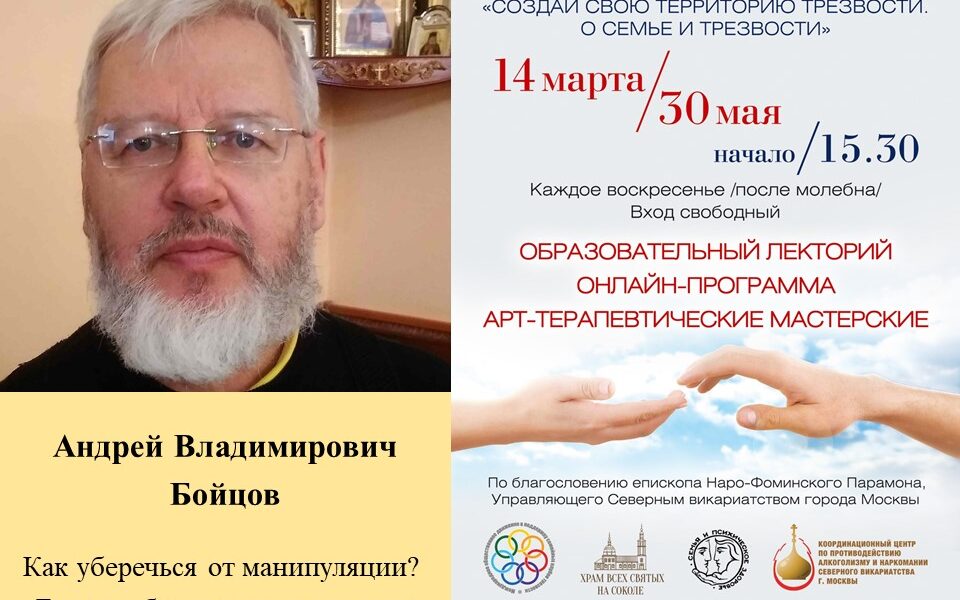 Андрей Владимирович
Бойцов
Как уберечься от манипуляции?
«СОЗДАЙ СВОЮ ТЕРРИТОРИЮ ТРЕЗВОСТИ.
О СЕМЬЕ И ТРЕЗВОСТИ»
14 марта/
30 мая
начало/15.30
Каждое воскресенье /после молебна/
Вход свободный
ОБРАЗОВАТЕЛЬНЫЙ ЛЕКТОРИЙ
ОНЛАЙН-ПРОГРАММА
АРТ-ТЕРАПЕВТИЧЕСКИЕ МАСТЕРСКИЕ
По благословению епископа Наро-Фоминского Парамона,
Управляющего Северным викариатством города Москвы
ХРАМ ВСЕХ СВЯТЫХ
НА СОКОЛЕ
СЕМЬЯ И ПСИХИЧЕСКОЕ ЗДОРОВЬЕ
КООРДИНАЦИОННЫЙ ЦЕНТР
ПО ПРОТИВОДЕЙСТВИЮ
АЛКОГОЛИЗМУ И НАРКОМАНИИ
СЕВЕРНОГО ВИКАРИАТСТВА
Г. МОСКВЫ